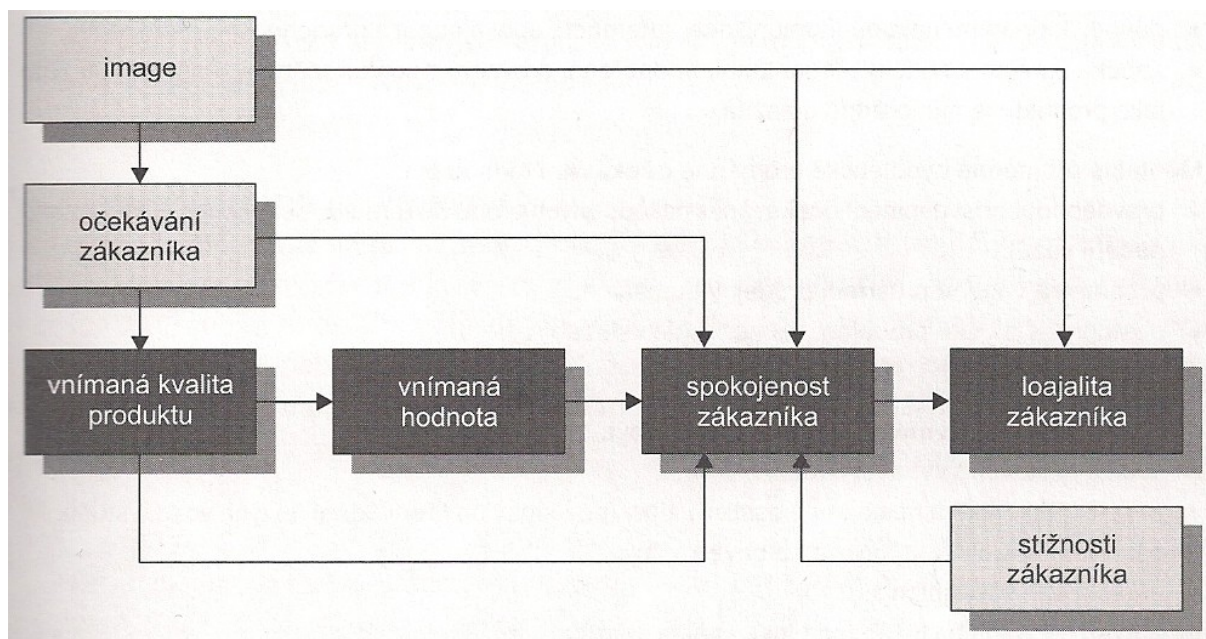 image
očekávání
zákazníka
vnímaná kvalita
produktu
vnímaná
hodnota
spokojenost
zákazníka
loajalita
zákazníka
stížnosti
zákazníka